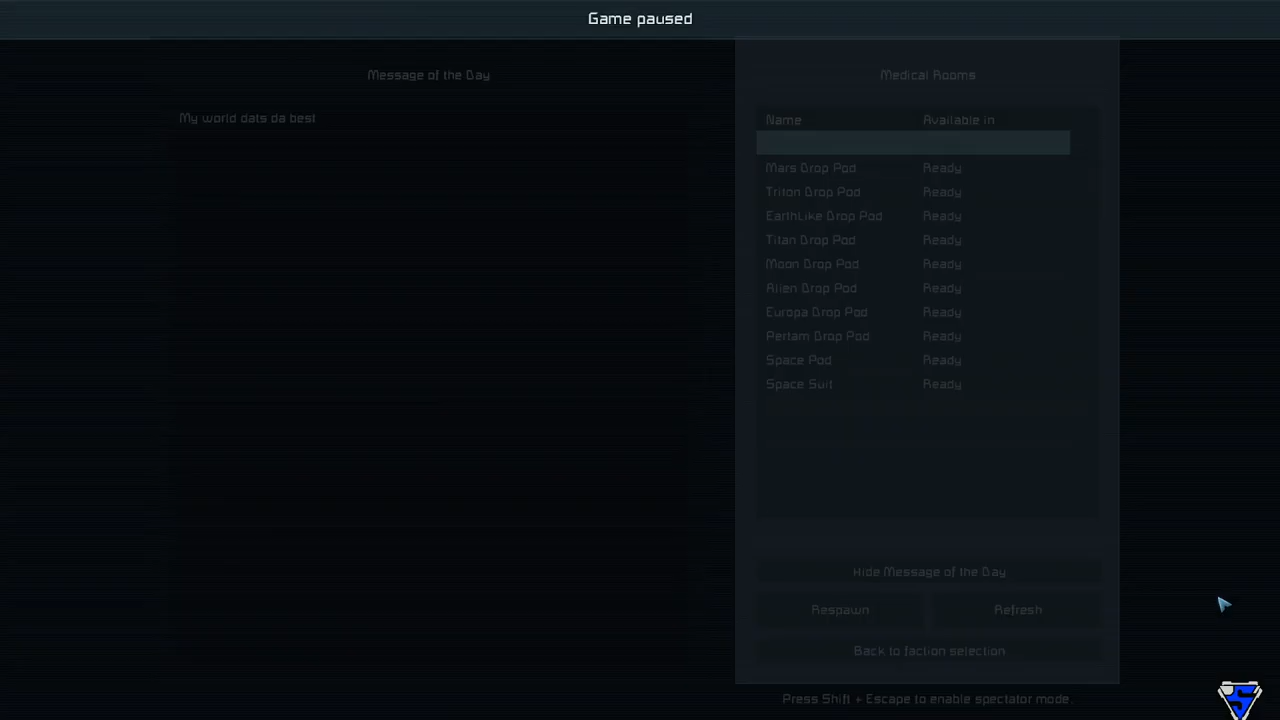 Game paused
Message of the Day
My world dats da best
Medical Rooms
Name Available in
Mars Drop Pod Ready
Triton Drop Pod Ready
EarthLike Drop Pod Ready
Titan Drop Pod Ready
Moon Drop Pod Ready
Alien Drop Pod Ready
Europa Drop Pod Ready
Pertam Drop Pod Ready
Space Pod Ready
Space Suit Ready
Hide Message of the Day
Respawn Refresh
Back to faction selection
Press Shift + Escape to enable spectator mode.
S